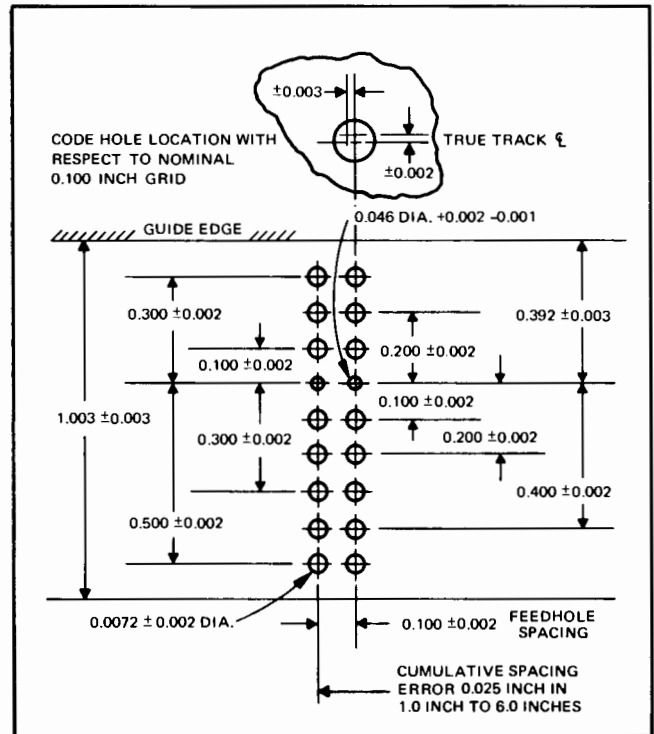 ±0.003
CODE HOLE LOCATION WITH
RESPECT TO NOMINAL
0.100 INCH GRID
TRUE TRACK ℄
±0.002
0.046 DIA. +0.002 -0.001
GUIDE EDGE
0.300 ±0.002
0.392 ±0.003
0.100 ±0.002
0.200 ±0.002
1.003 ±0.003
0.100 ±0.002
0.300 ±0.002
0.200 ±0.002
0.500 ±0.002
0.400 ±0.002
0.0072 ± 0.002 DIA.
0.100 ±0.002
FEEDHOLE
SPACING
CUMULATIVE SPACING
ERROR 0.025 INCH IN
1.0 INCH TO 6.0 INCHES